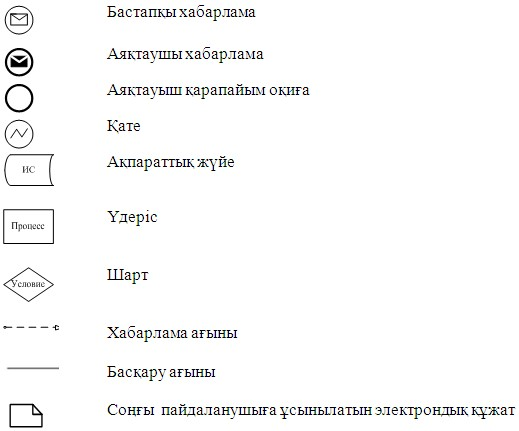 Бастапқы хабарлама
Аяқтаушы хабарлама
Аяқтауыш қарапайым оқиға
Қате
ИС Ақпараттық жүйе
Процесс Үдеріс
Условие Шарт
Хабарлама ағыны
Басқару ағыны
Соңғы пайдаланушыға ұсынылатын электрондық құжат